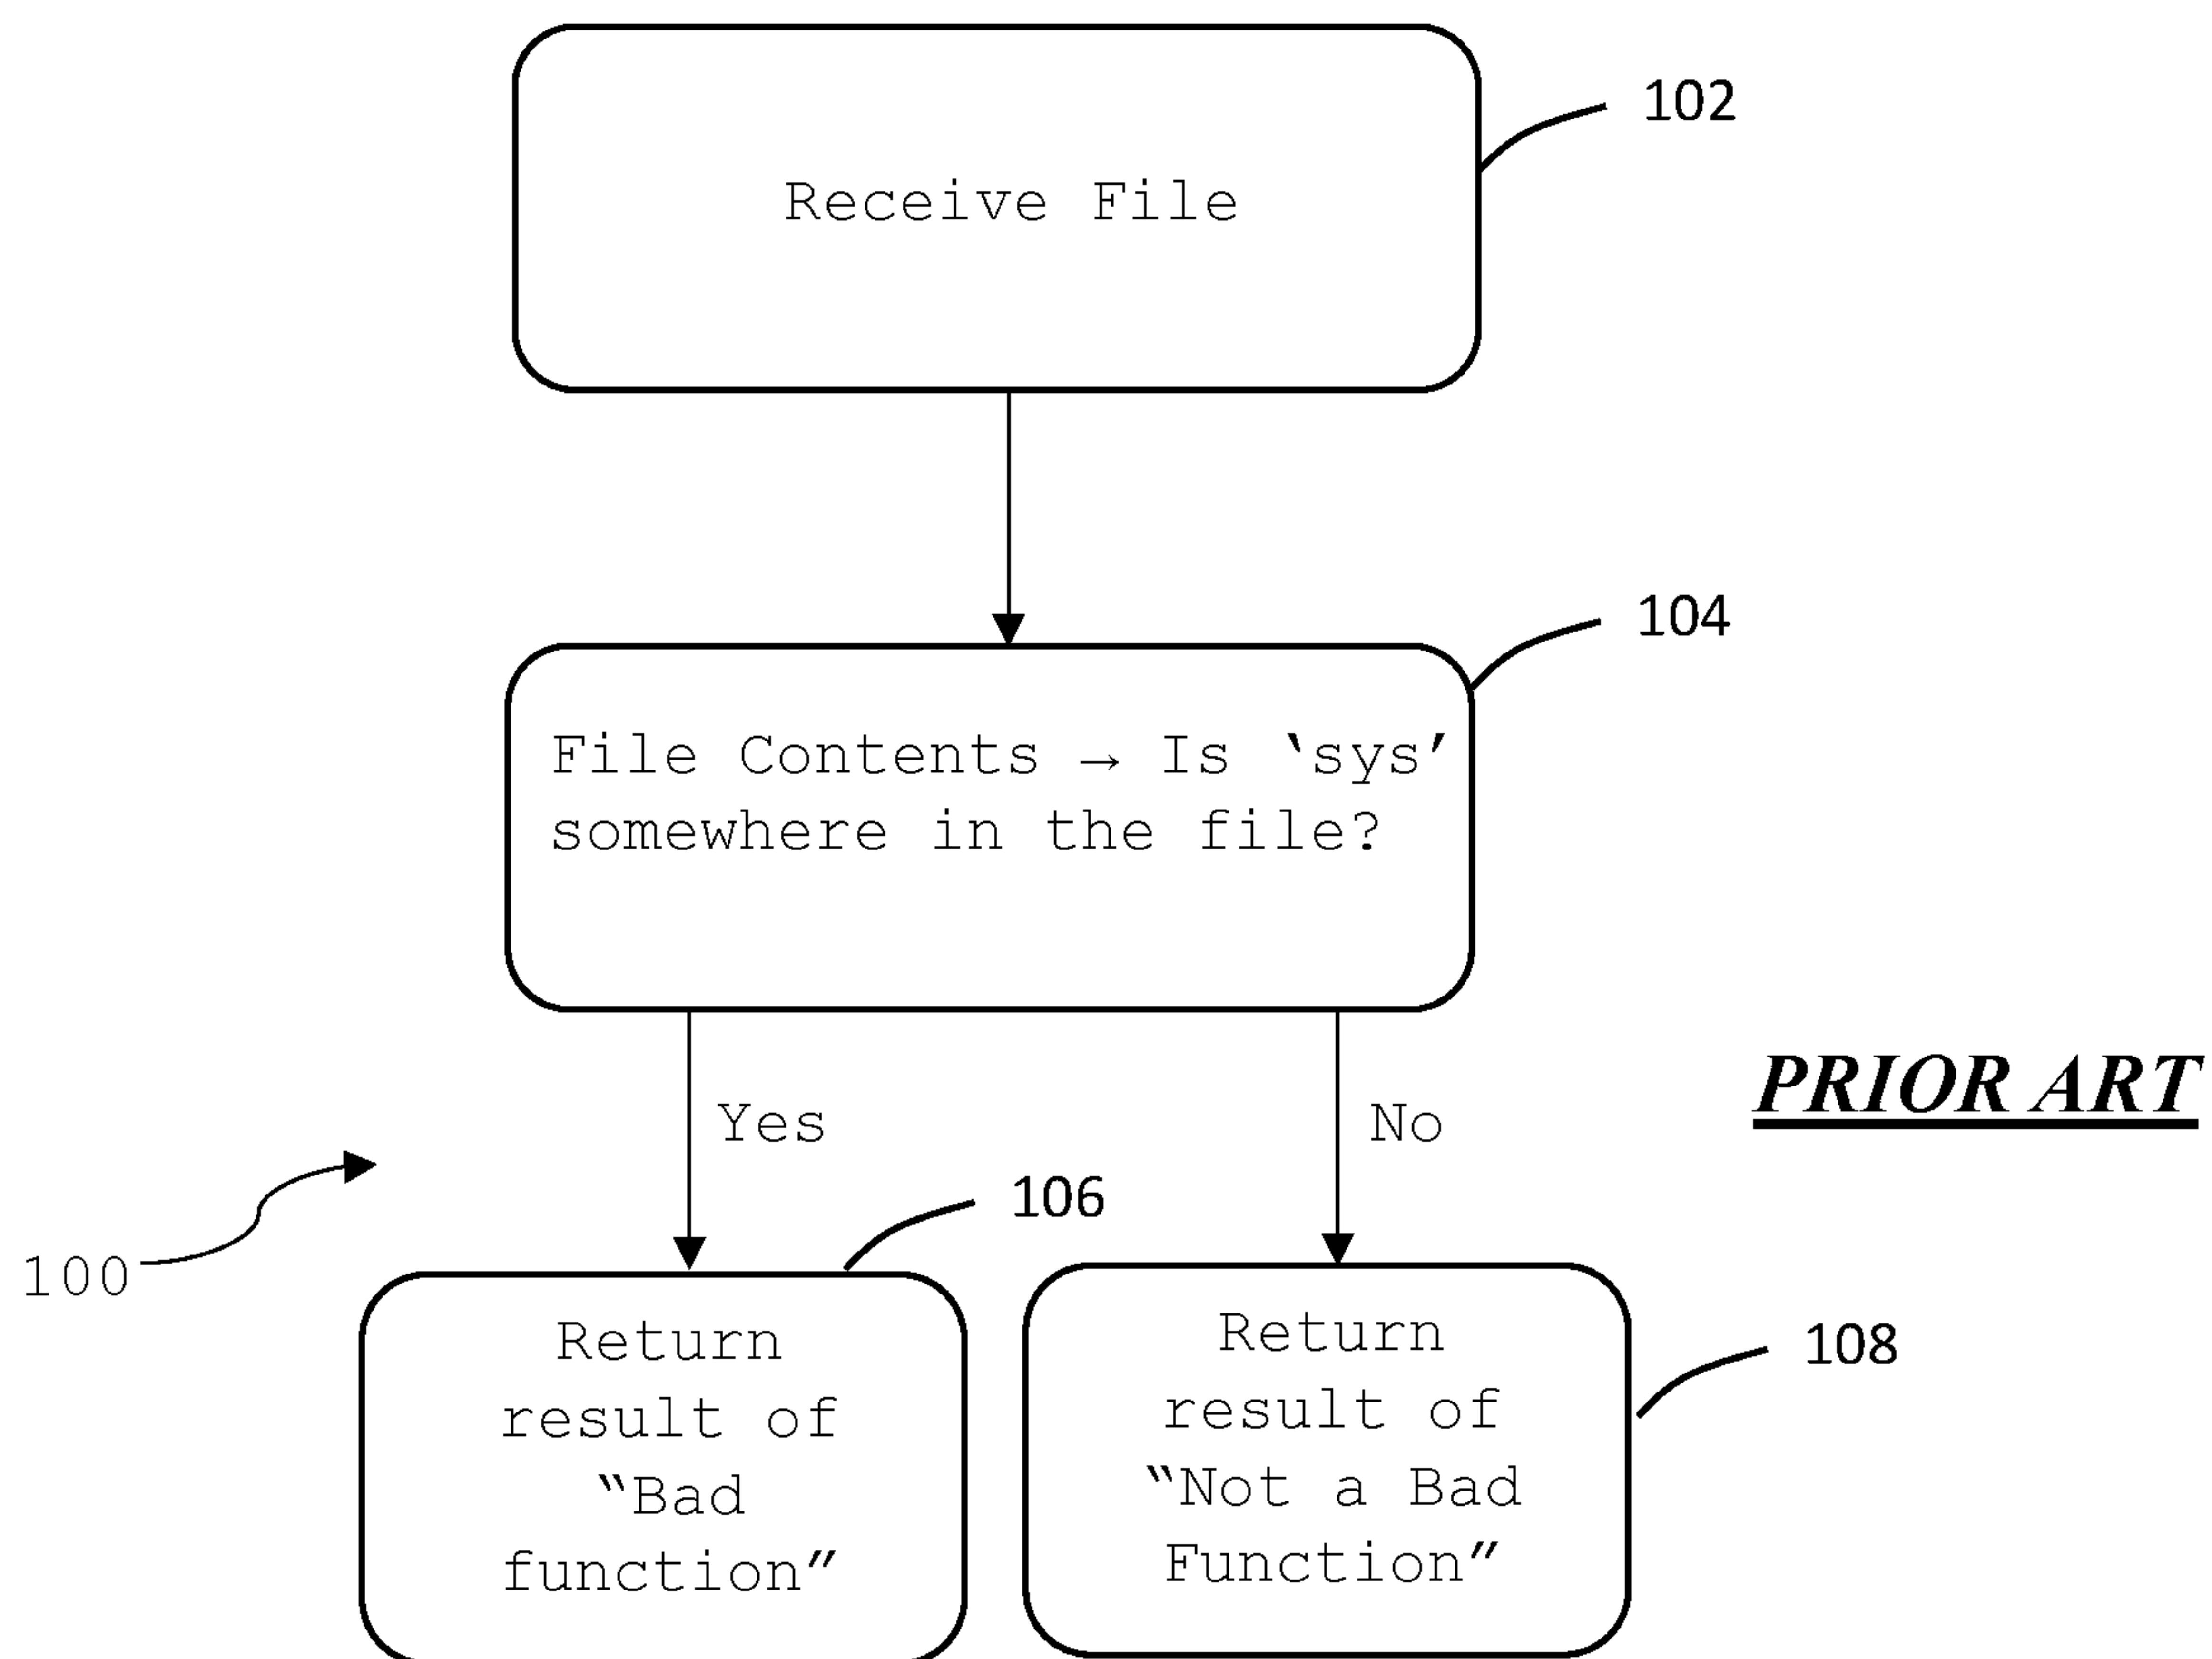 102
Receive File
104
File Contents → Is ‘sys’
somewhere in the file?
Yes
No
PRIOR ART
100
106
Return
result of
“Bad
function”
108
Return
result of
“Not a Bad
Function”